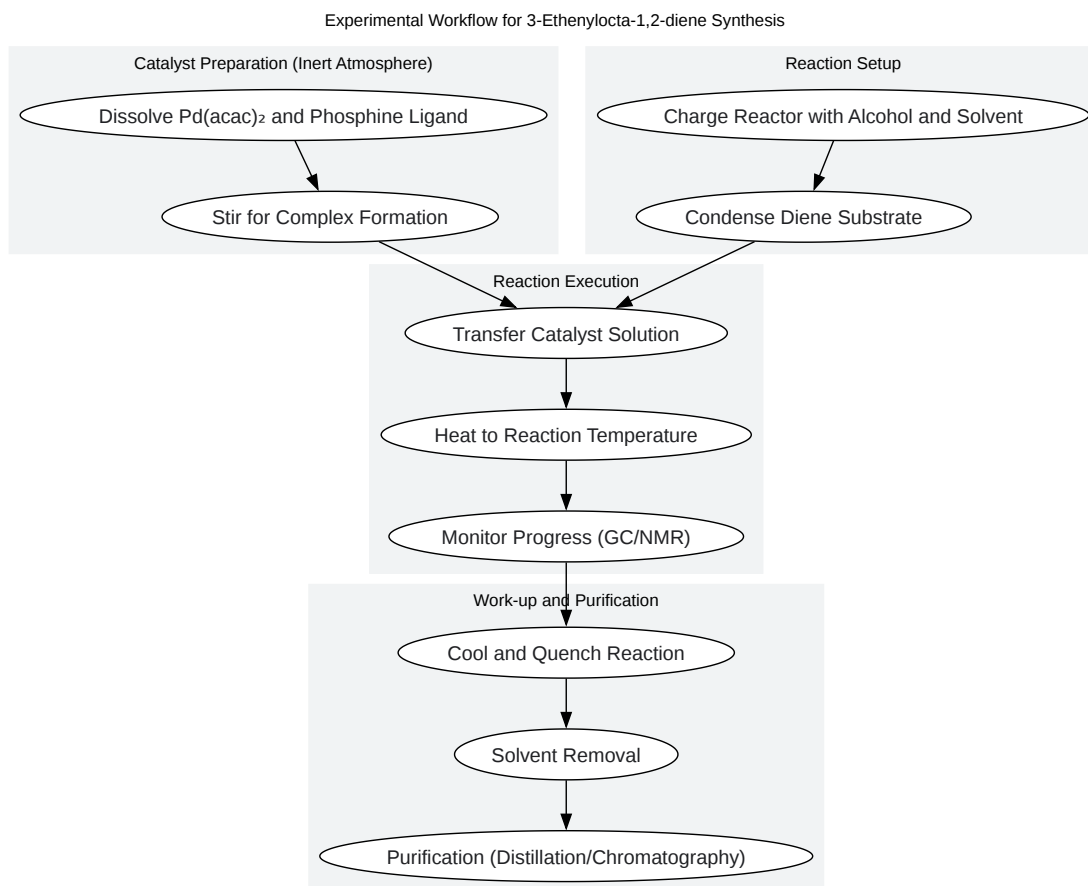 Experimental Workflow for 3-Ethenylocta-1,2-diene Synthesis
Catalyst Preparation (Inert Atmosphere)
Dissolve Pd(acac)₂ and Phosphine Ligand
Stir for Complex Formation
Reaction Setup
Charge Reactor with Alcohol and Solvent
Condense Diene Substrate
Reaction Execution
Transfer Catalyst Solution
Heat to Reaction Temperature
Monitor Progress (GC/NMR)
Work-up and Purification
Cool and Quench Reaction
Solvent Removal
Purification (Distillation/Chromatography)